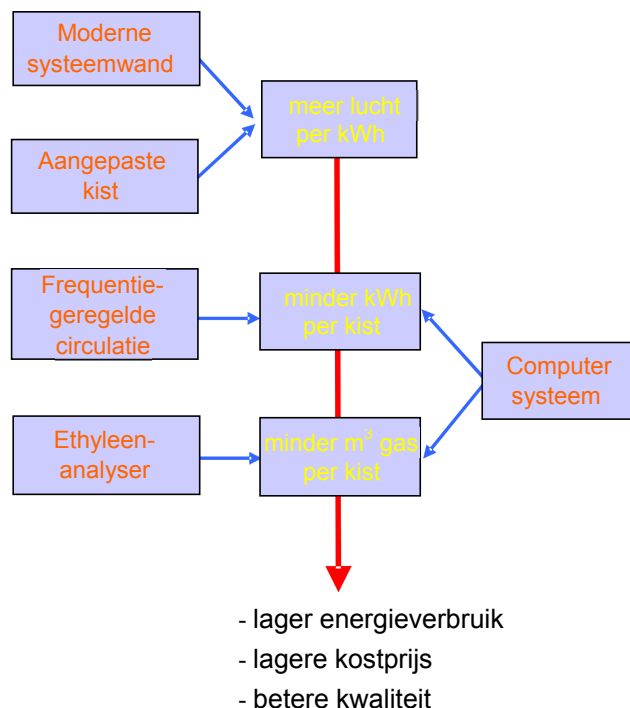 Moderne
systeemwand
meer lucht
per kWh
Aangepaste
kist
Frequentie-
geregelde
circulatie
minder kWh
per kist
Computer
systeem
Ethyleen-
analyser
minder m³ gas
per kist
- lager energieverbruik
- lagere kostprijs
- betere kwaliteit